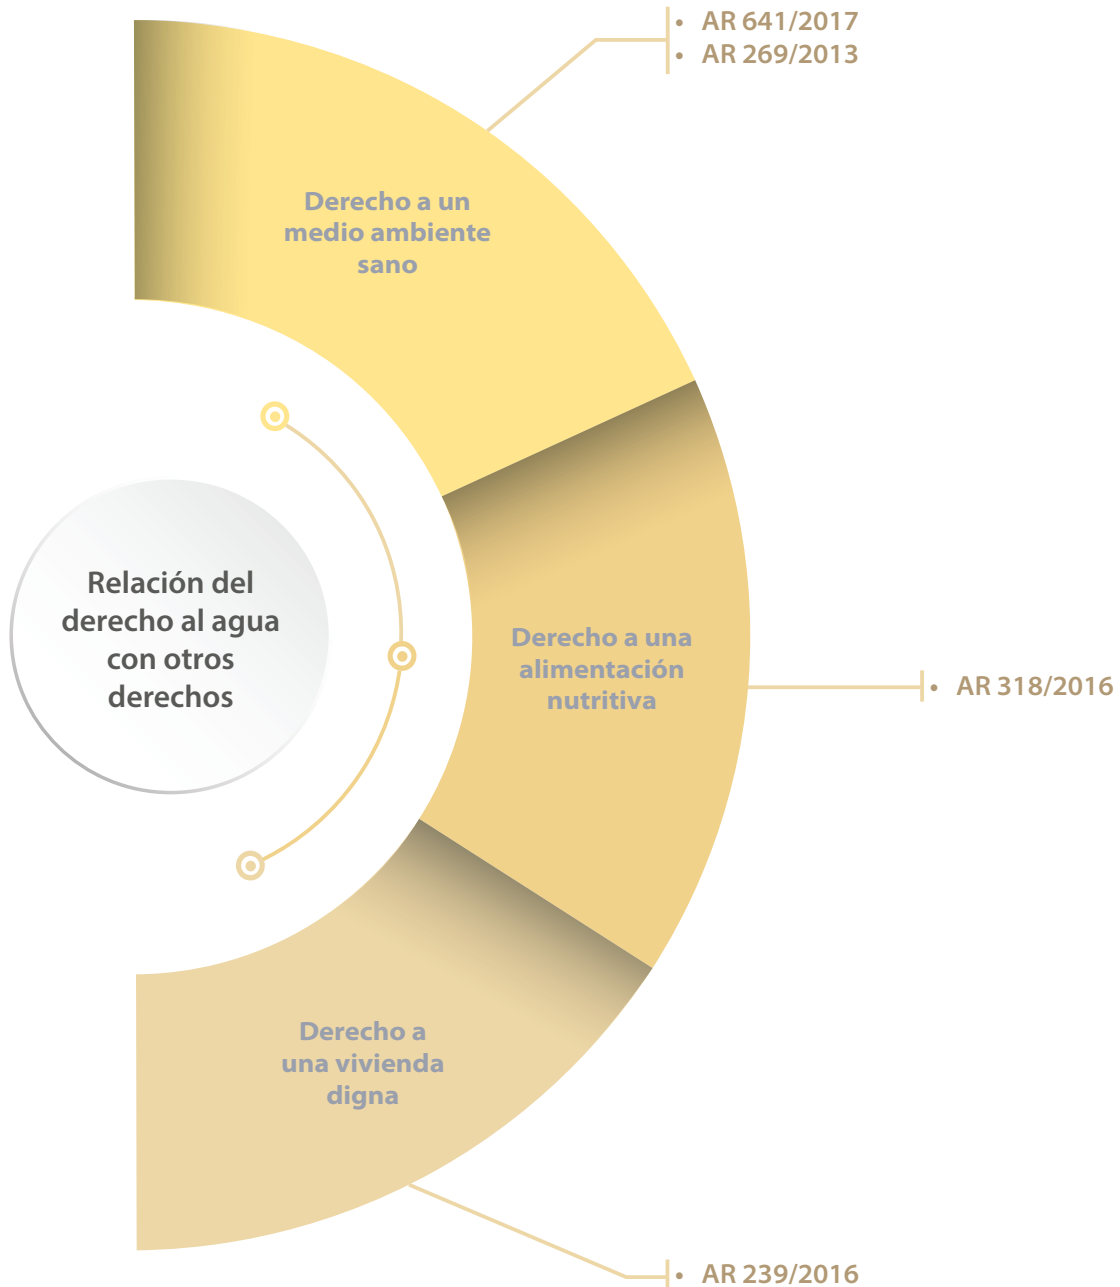 • AR 641/2017
• AR 269/2013
Derecho a un
medio ambiente
sano
Relación del
derecho al agua
con otros
derechos
Derecho a una
alimentación
nutritiva
• AR 318/2016
Derecho a
una vivienda
digna
• AR 239/2016